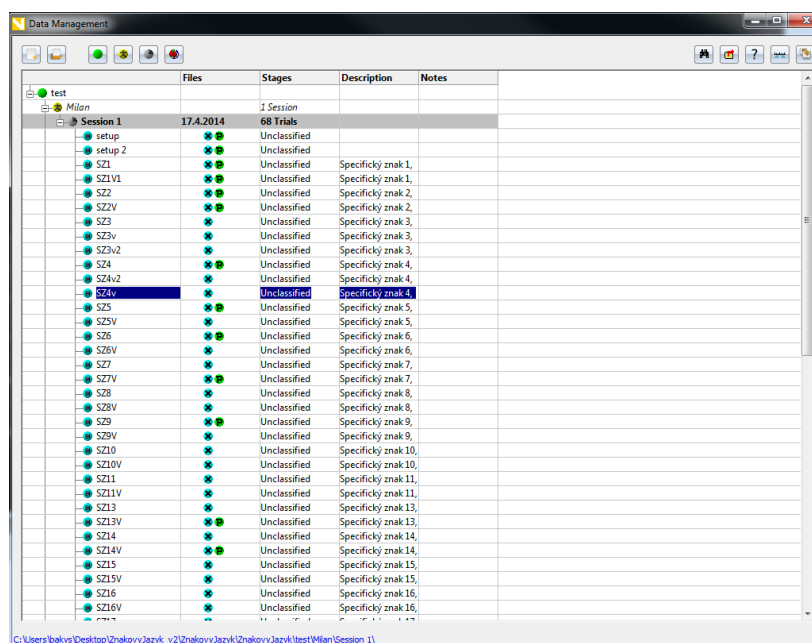 Data Management
Files Stages Description Notes
test
Milan 1 Session
Session 1 17.4.2014 68 Trials
setup Unclassified
setup 2 Unclassified
SZ1 Unclassified Specifický znak 1,
SZ1V1 Unclassified Specifický znak 1,
SZ2 Unclassified Specifický znak 2,
SZ2V Unclassified Specifický znak 2,
SZ3 Unclassified Specifický znak 3,
SZ3v Unclassified Specifický znak 3,
SZ3v2 Unclassified Specifický znak 3,
SZ4 Unclassified Specifický znak 4,
SZ4v2 Unclassified Specifický znak 4,
SZ4v Unclassified Specifický znak 4,
SZ5 Unclassified Specifický znak 5,
SZ5V Unclassified Specifický znak 5,
SZ6 Unclassified Specifický znak 6,
SZ6V Unclassified Specifický znak 6,
SZ7 Unclassified Specifický znak 7,
SZ7V Unclassified Specifický znak 7,
SZ8 Unclassified Specifický znak 8,
SZ8V Unclassified Specifický znak 8,
SZ9 Unclassified Specifický znak 9,
SZ9V Unclassified Specifický znak 9,
SZ10 Unclassified Specifický znak 10,
SZ10V Unclassified Specifický znak 10,
SZ11 Unclassified Specifický znak 11,
SZ11V Unclassified Specifický znak 11,
SZ13 Unclassified Specifický znak 13,
SZ13V Unclassified Specifický znak 13,
SZ14 Unclassified Specifický znak 14,
SZ14V Unclassified Specifický znak 14,
SZ15 Unclassified Specifický znak 15,
SZ15V Unclassified Specifický znak 15,
SZ16 Unclassified Specifický znak 16,
SZ16V Unclassified Specifický znak 16,
C:\Users\bakys\Desktop\ZnakovyJazyk_v2\ZnakovyJazyk\ZnakovyJazyk\test\Milan\Session 1\